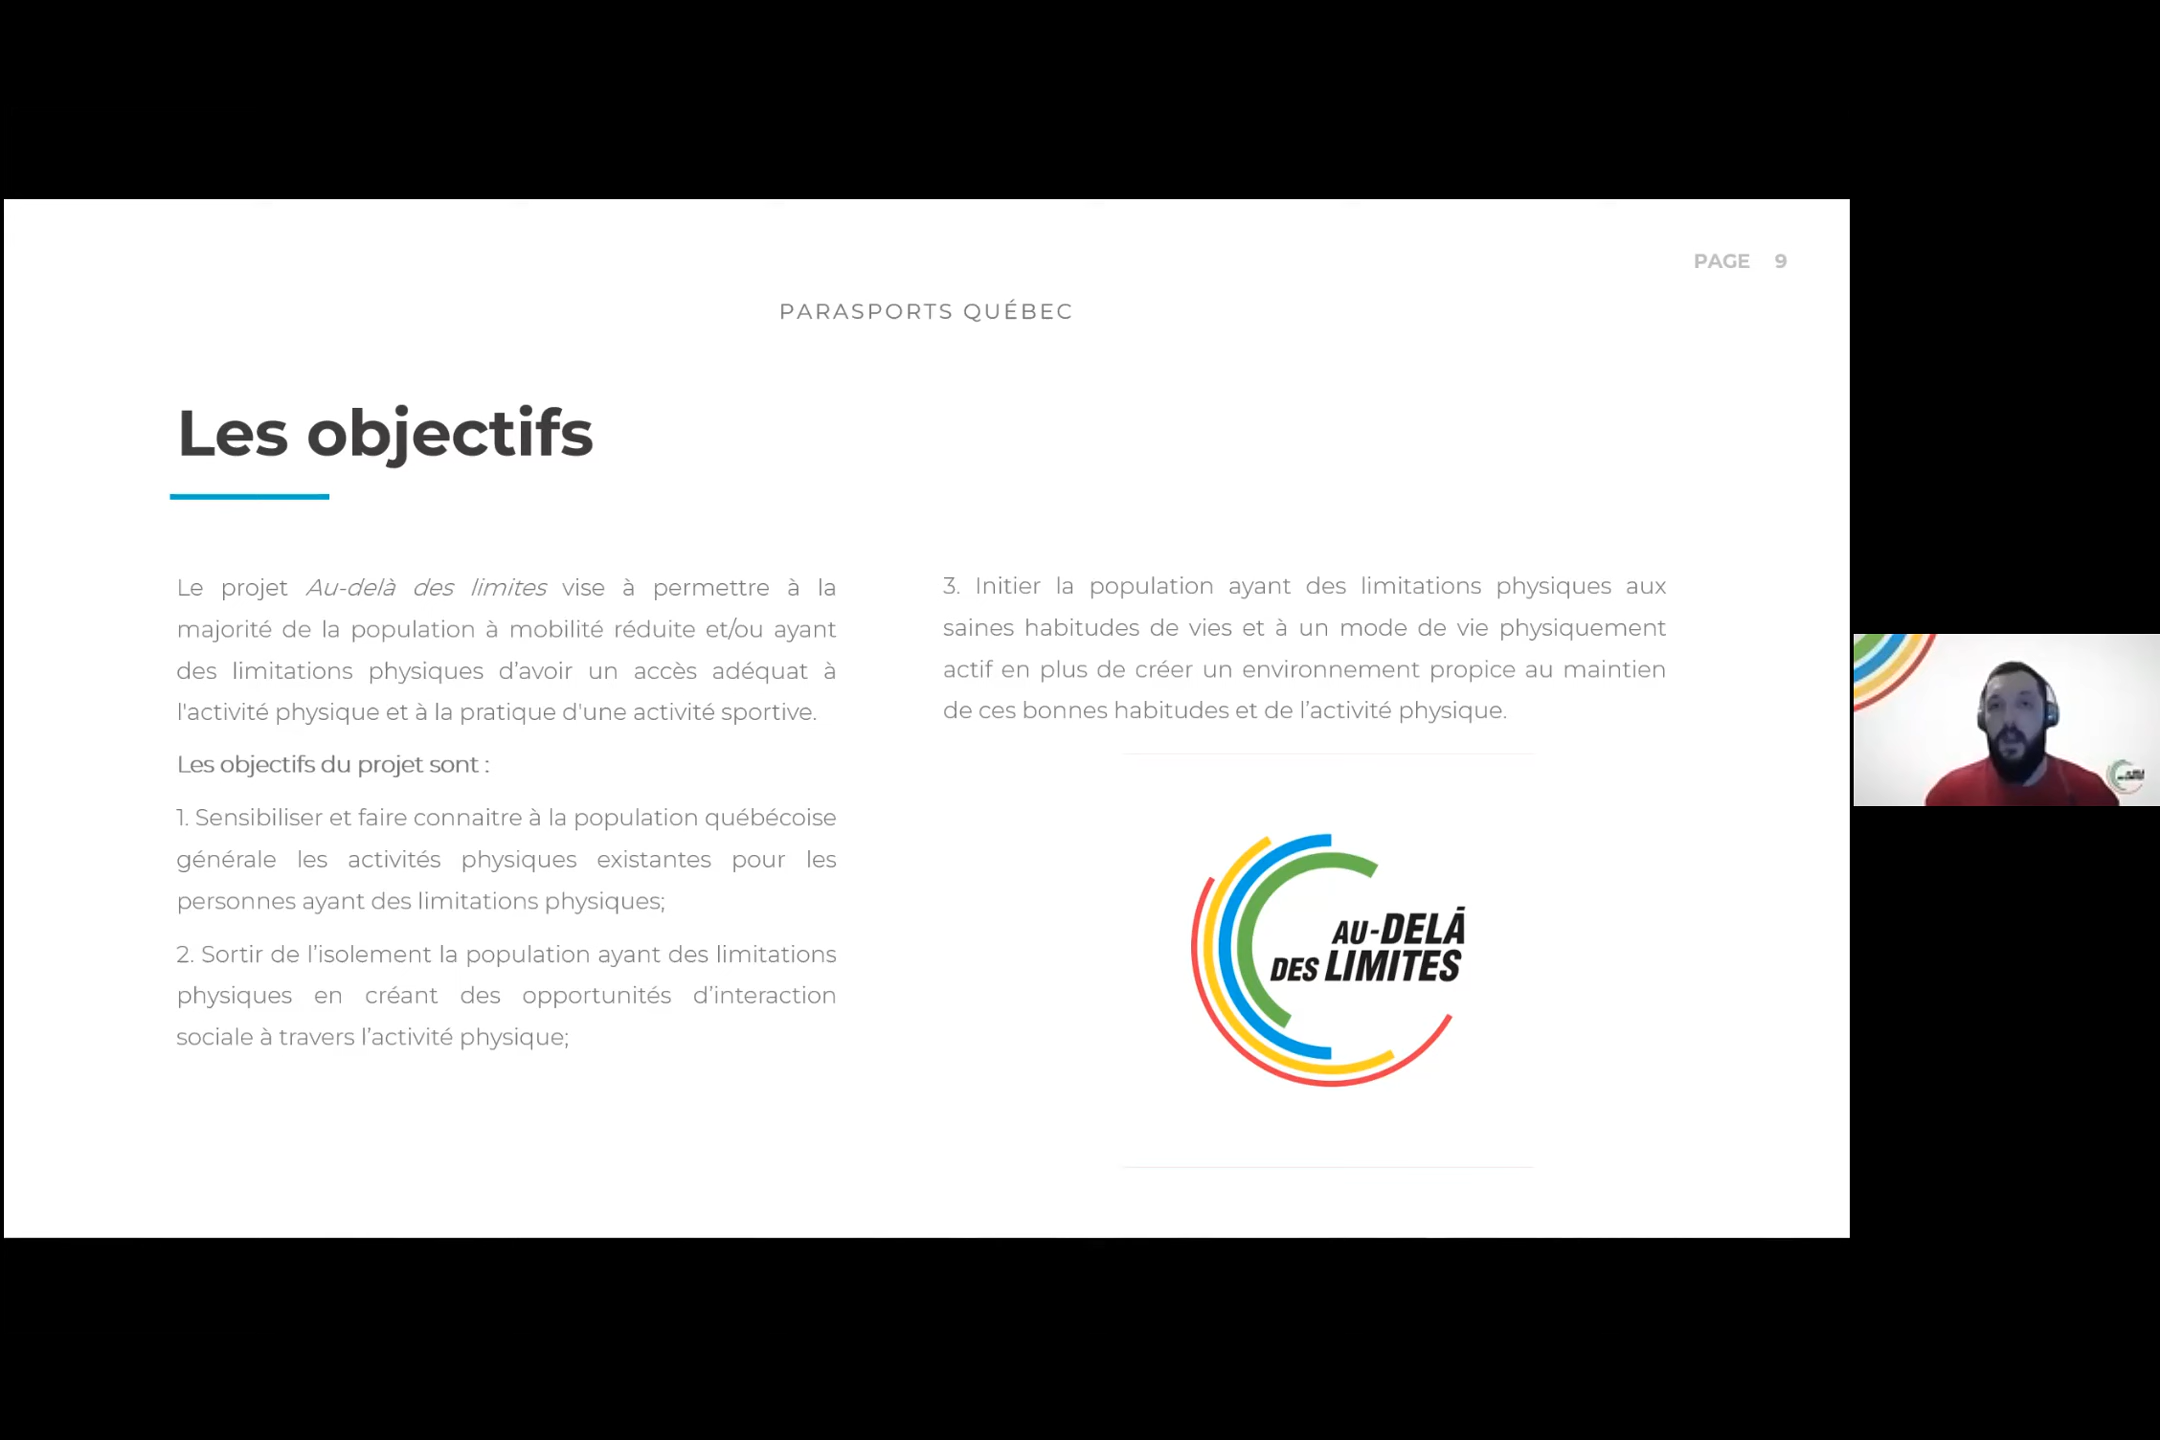 PAGE 9
PARASPORTS QUÉBEC
Les objectifs
Le projet Au-delà des limites vise à permettre à la
majorité de la population à mobilité réduite et/ou ayant
des limitations physiques d’avoir un accès adéquat à
l'activité physique et à la pratique d'une activité sportive.
Les objectifs du projet sont :
1. Sensibiliser et faire connaitre à la population québécoise
générale les activités physiques existantes pour les
personnes ayant des limitations physiques;
2. Sortir de l’isolement la population ayant des limitations
physiques en créant des opportunités d’interaction
sociale à travers l’activité physique;
3. Initier la population ayant des limitations physiques aux
saines habitudes de vies et à un mode de vie physiquement
actif en plus de créer un environnement propice au maintien
de ces bonnes habitudes et de l’activité physique.
AU-DELÀ
DES LIMITES